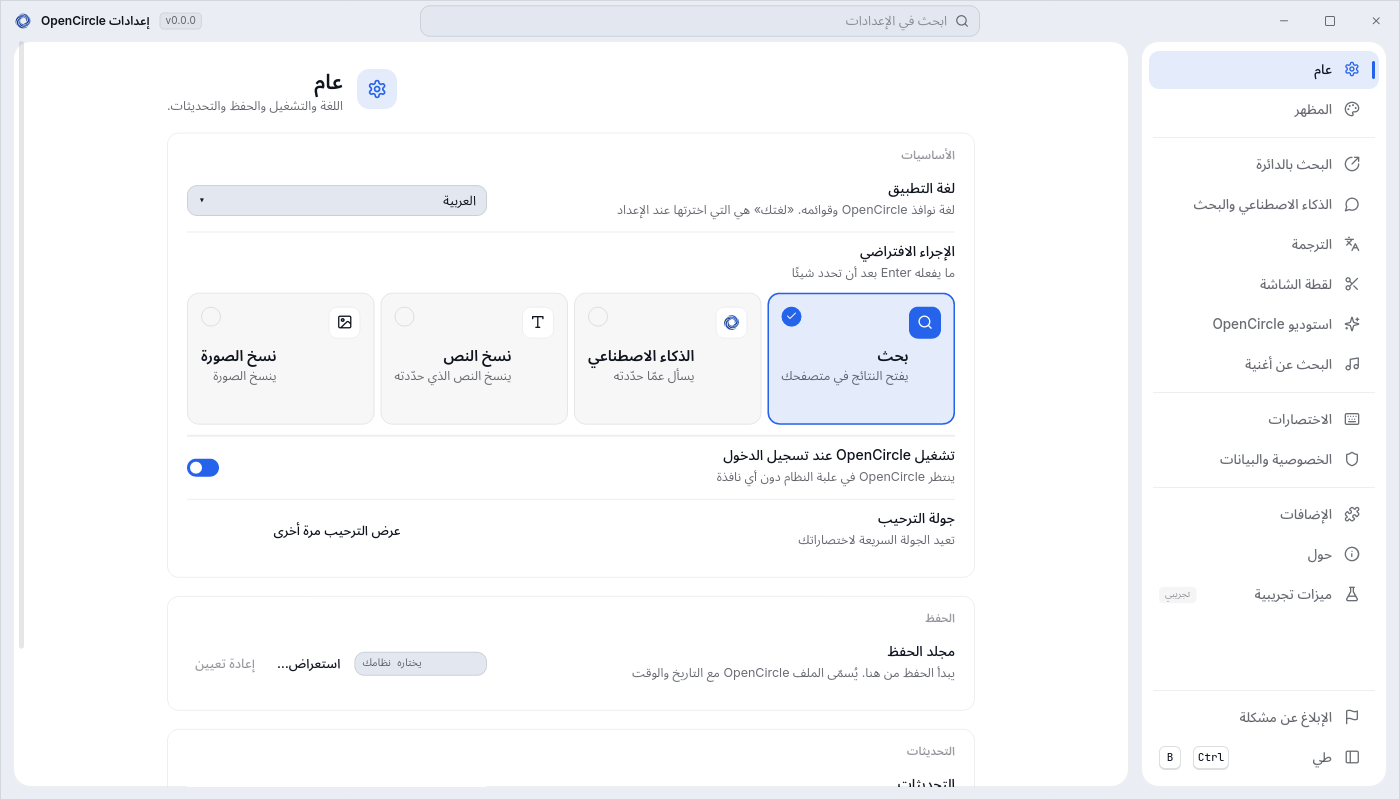 إعدادات OpenCircle
v0.0.0
ابحث في الإعدادات
عام
المظهر
البحث بالدائرة
الذكاء الاصطناعي والبحث
الترجمة
لقطة الشاشة
استوديو OpenCircle
البحث عن أغنية
الاختصارات
الخصوصية والبيانات
الإضافات
حول
ميزات تجريبية
تجريبي
الإبلاغ عن مشكلة
طي
Ctrl
B
عام
اللغة والتشغيل والحفظ والتحديثات.
الأساسيات
لغة التطبيق
لغة نوافذ OpenCircle وقوائمه. «لغتك» هي التي اخترتها عند الإعداد
العربية
الإجراء الافتراضي
ما يفعله Enter بعد أن تحدد شيئًا
بحث
يفتح النتائج في متصفحك
الذكاء الاصطناعي
يسأل عمّا حدّدته
نسخ النص
ينسخ النص الذي حدّدته
نسخ الصورة
ينسخ الصورة
تشغيل OpenCircle عند تسجيل الدخول
ينتظر OpenCircle في علبة النظام دون أي نافذة
جولة الترحيب
تعيد الجولة السريعة لاختصاراتك
عرض الترحيب مرة أخرى
الحفظ
مجلد الحفظ
يبدأ الحفظ من هنا. يُسمّى الملف OpenCircle مع التاريخ والوقت
يختاره نظامك
استعراض...
إعادة تعيين
التحديثات
التحديثات